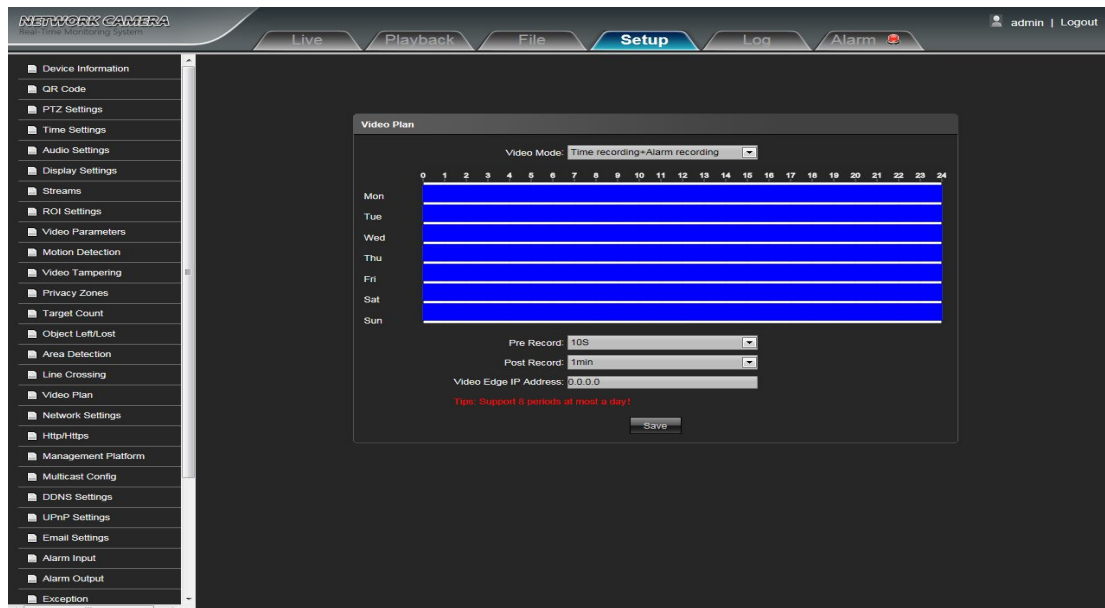 NETWORK CAMERA
Real-Time Monitoring System
Live
Playback
File
Setup
Log
Alarm
admin | Logout
Device Information
QR Code
PTZ Settings
Time Settings
Audio Settings
Display Settings
Streams
ROI Settings
Video Parameters
Motion Detection
Video Tampering
Privacy Zones
Target Count
Object Left/Lost
Area Detection
Line Crossing
Video Plan
Network Settings
Http/Https
Management Platform
Multicast Config
DDNS Settings
UPnP Settings
Email Settings
Alarm Input
Alarm Output
Exception
Video Plan
Video Mode: Time recording+Alarm recording
0 1 2 3 4 5 6 7 8 9 10 11 12 13 14 15 16 17 18 19 20 21 22 23 24
Mon
Tue
Wed
Thu
Fri
Sat
Sun
Pre Record: 10S
Post Record: 1min
Video Edge IP Address: 0.0.0.0
Tips: Support 8 periods at most a day!
Save